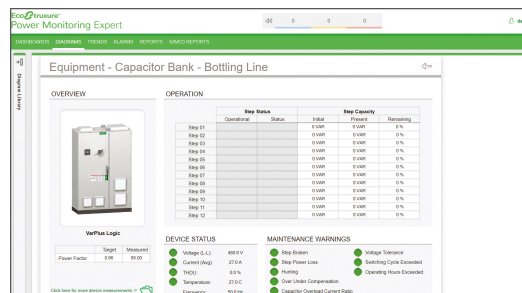 EcoStruxure
Power Monitoring Expert
0 0 0
DASHBOARDS DIAGRAMS TRENDS ALARMS REPORTS SAVED REPORTS
Diagram Library
Equipment - Capacitor Bank - Bottling Line
OVERVIEW
OPERATION
Step Status Step Capacity
Operational Status Initial Present Remaining
Step 01 0 VAR 0 VAR 0 %
Step 02 0 VAR 0 VAR 0 %
Step 03 0 VAR 0 VAR 0 %
Step 04 0 VAR 0 VAR 0 %
Step 05 0 VAR 0 VAR 0 %
Step 06 0 VAR 0 VAR 0 %
Step 07 0 VAR 0 VAR 0 %
Step 08 0 VAR 0 VAR 0 %
Step 09 0 VAR 0 VAR 0 %
Step 10 0 VAR 0 VAR 0 %
Step 11 0 VAR 0 VAR 0 %
Step 12 0 VAR 0 VAR 0 %
VarPlus Logic
Target Measured
Power Factor 0.96
Click here for more device measurements
DEVICE STATUS
Voltage (L-L):
Current (Avg): 27.0 A
THDU: 0.0 %
Temperature: 27.0 C
Frequency: 50.0 Hz
MAINTENANCE WARNINGS
Step Broken Voltage Tolerance
Step Power Loss Switching Cycle Exceeded
Hunting Operating Hours Exceeded
Over Under Compensation
Capacitor Overload Current Ratio